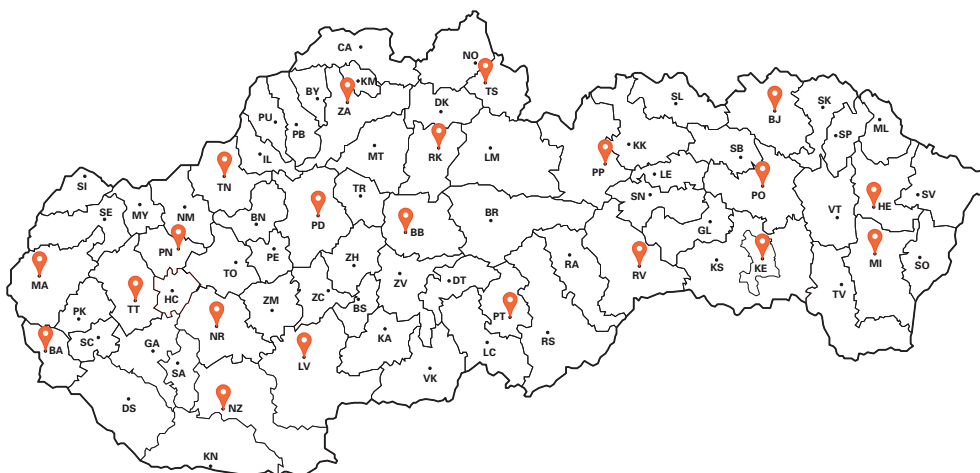 CA
NO
KM
TS
BY
ZA
DK
SL
BJ
SK
PU
PB
ML
SP
MT
RK
LM
KK
SB
IL
TN
PP
LE
PO
SI
TR
SN
SV
SE
MY
NM
BN
PD
BB
BR
GL
VT
HE
PN
PE
TO
ZH
RA
RV
KS
KE
MI
SO
MA
HC
ZM
ZC
BS
ZV
DT
TV
PK
TT
NR
KA
PT
RS
BA
SC
GA
SA
LV
LC
VK
DS
NZ
KN